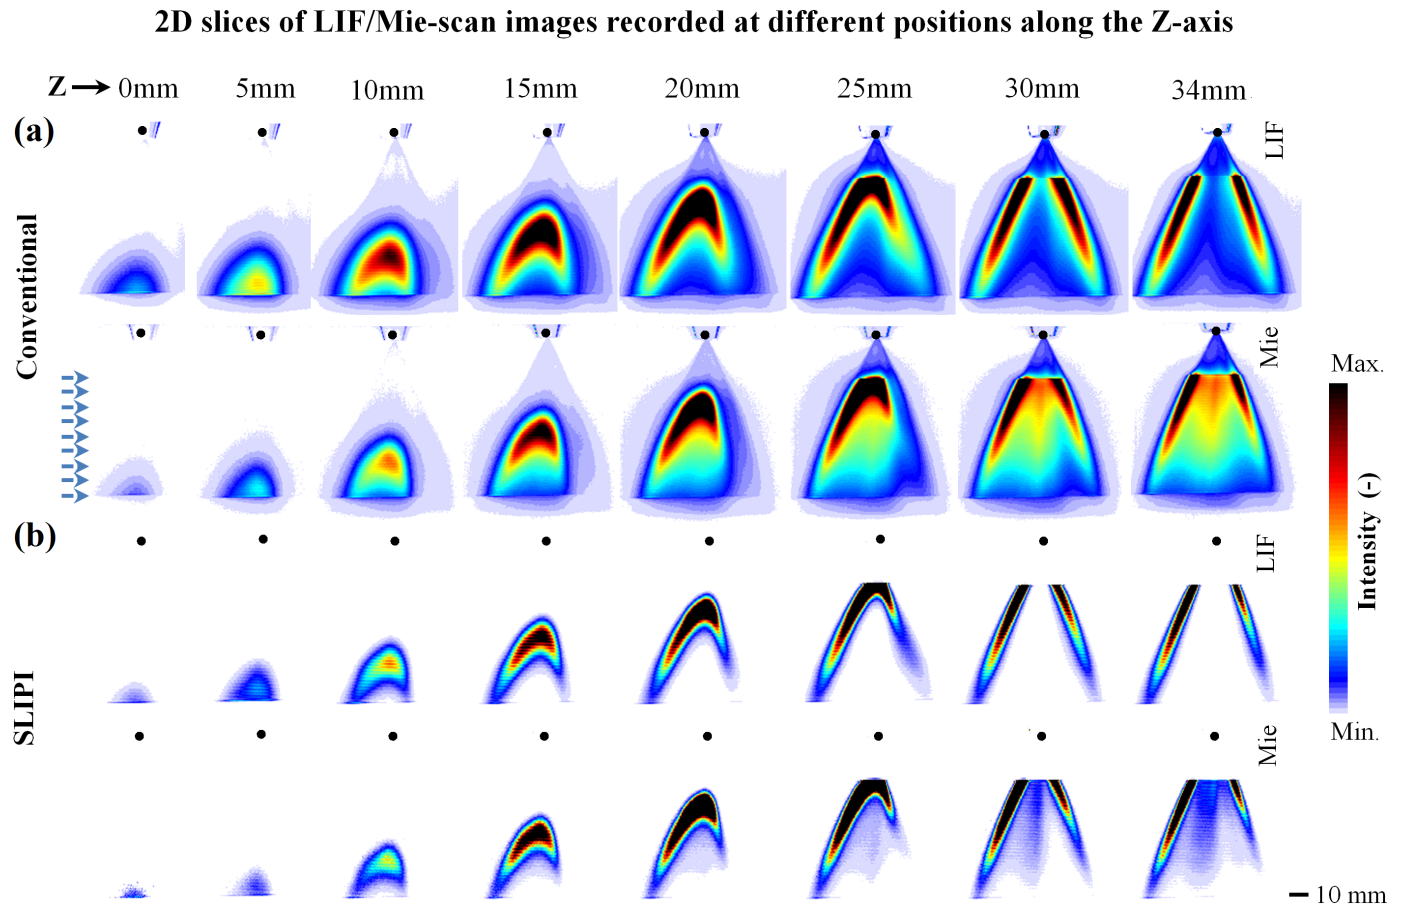 2D slices of LIF/Mie-scan images recorded at different positions along the Z-axis
Z 0mm 5mm 10mm 15mm 20mm 25mm 30mm 34mm
(a)
LIF
Conventional
Mie
Max.
Intensity (-)
Min.
(b)
LIF
SLIPI
Mie
10 mm